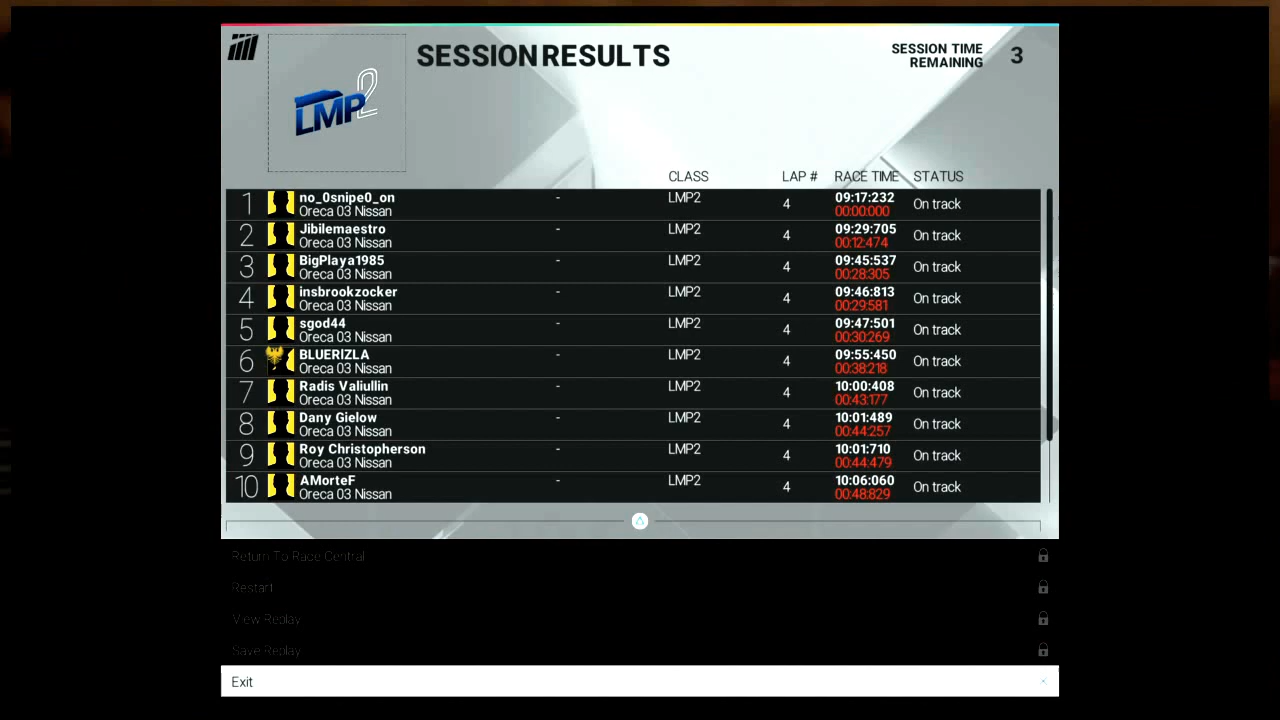 LMP2
SESSION RESULTS
SESSION TIME
REMAINING
3
CLASS LAP # RACE TIME STATUS
1 no_0snipe0_on - LMP2 4 09:17:232 On track
Oreca 03 Nissan 00:00:000
2 Jibilemaestro - LMP2 4 09:29:705 On track
Oreca 03 Nissan 00:12:474
3 BigPlaya1985 - LMP2 4 09:45:537 On track
Oreca 03 Nissan 00:28:305
4 insbrookzocker - LMP2 4 09:46:813 On track
Oreca 03 Nissan 00:29:581
5 sgod44 - LMP2 4 09:47:501 On track
Oreca 03 Nissan 00:30:269
6 BLUERIZLA - LMP2 4 09:55:450 On track
Oreca 03 Nissan 00:38:218
7 Radis Valiullin - LMP2 4 10:00:408 On track
Oreca 03 Nissan 00:43:177
8 Dany Gielow - LMP2 4 10:01:489 On track
Oreca 03 Nissan 00:44:257
9 Roy Christopherson - LMP2 4 10:01:710 On track
Oreca 03 Nissan 00:44:479
10 AMorteF - LMP2 4 10:06:060 On track
Oreca 03 Nissan 00:48:829
Return To Race Central
Restart
View Replay
Save Replay
Exit